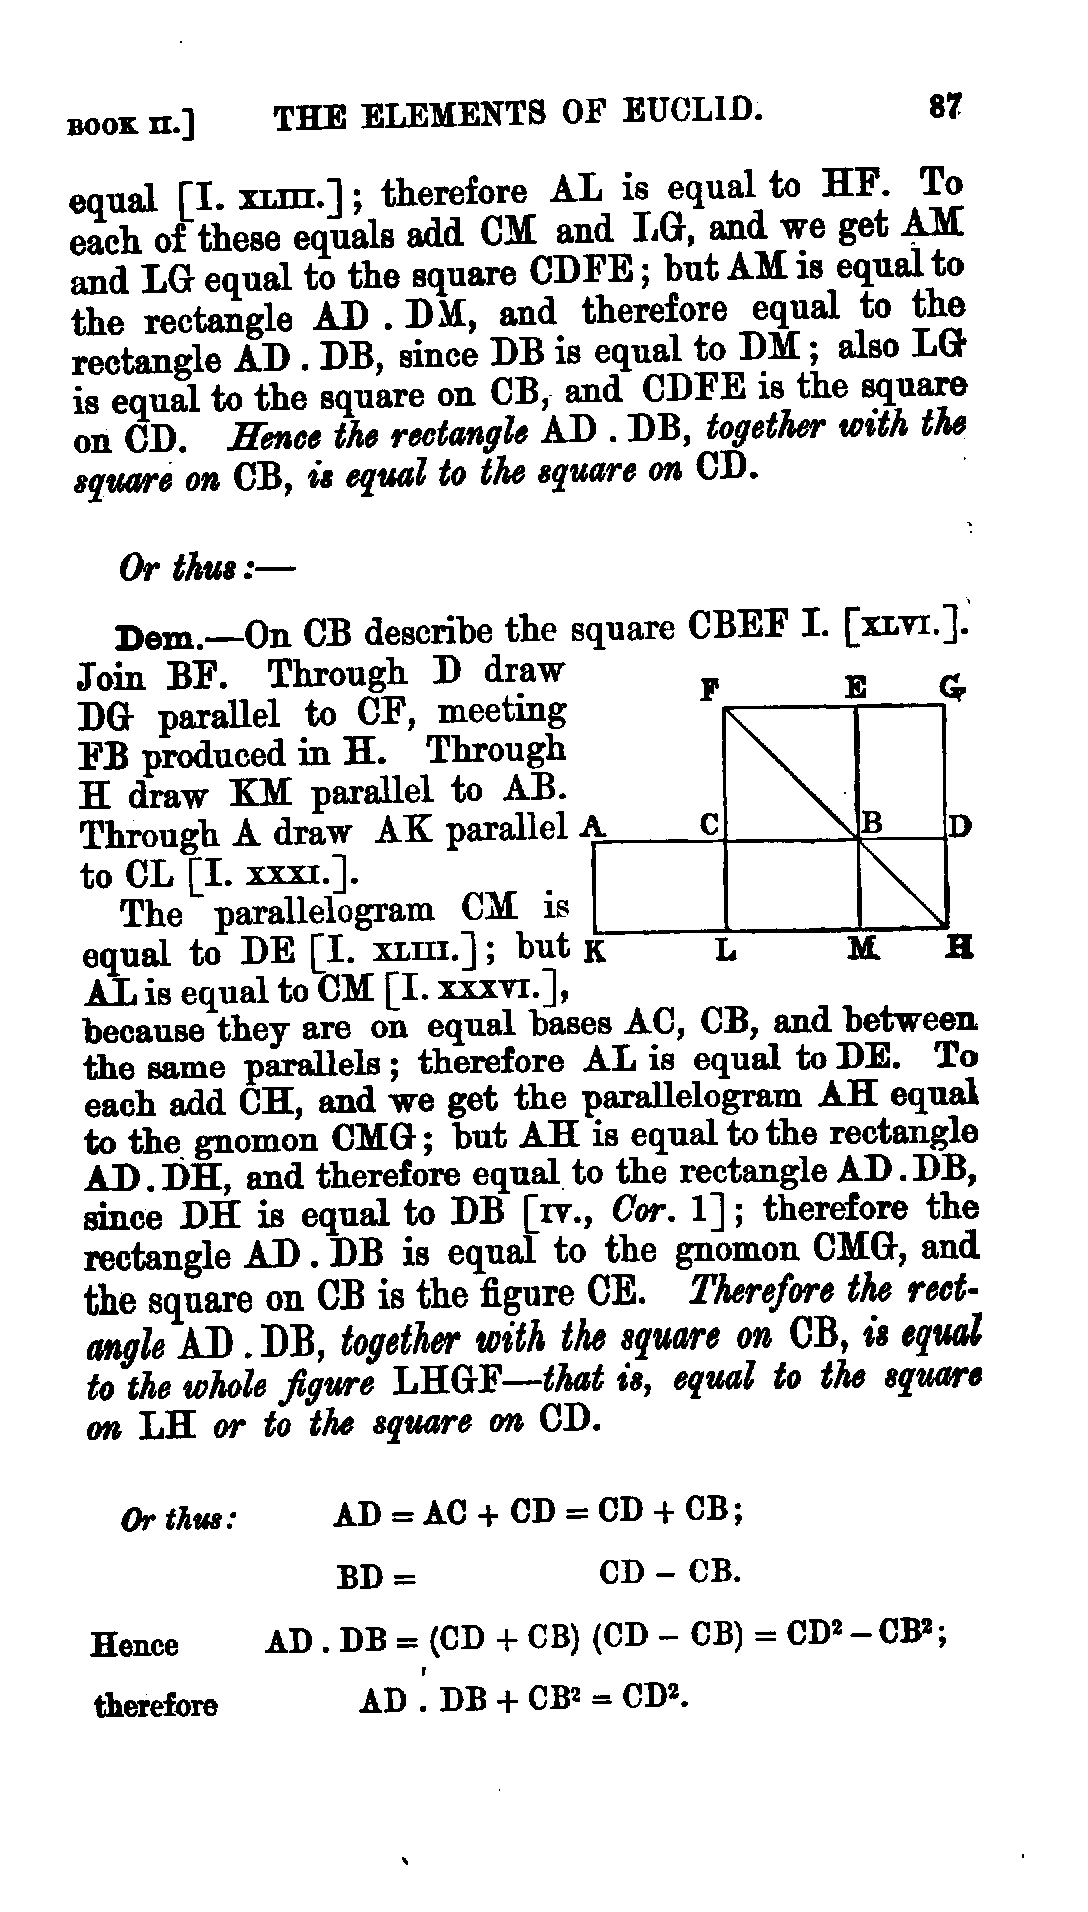 BOOK II.] THE ELEMENTS OF EUCLID. 87
equal [I. XLIII.]; therefore AL is equal to HF. To
each of these equals add CM and LG, and we get AM
and LG equal to the square CDFE; but AM is equal to
the rectangle AD . DM, and therefore equal to the
rectangle AD . DB, since DB is equal to DM; also LG
is equal to the square on CB, and CDFE is the square
on CD. Hence the rectangle AD . DB, together with the
square on CB, is equal to the square on CD.
Or thus:—
Dem.—On CB describe the square CBEF I. [XLVI.].
Join BF. Through D draw
DG parallel to CF, meeting
FB produced in H. Through
H draw KM parallel to AB.
Through A draw AK parallel
to CL [I. XXXI.].
The parallelogram CM is
equal to DE [I. XLIII.]; but
AL is equal to CM [I. XXXVI.],
F E G
A C B D
K L M H
because they are on equal bases AC, CB, and between
the same parallels; therefore AL is equal to DE. To
each add CH, and we get the parallelogram AH equal
to the gnomon CMG; but AH is equal to the rectangle
AD.DH, and therefore equal to the rectangle AD.DB,
since DH is equal to DB [IV., Cor. 1]; therefore the
rectangle AD . DB is equal to the gnomon CMG, and
the square on CB is the figure CE. Therefore the rect-
angle AD . DB, together with the square on CB, is equal
to the whole figure LHGF—that is, equal to the square
on LH or to the square on CD.
Or thus: AD = AC + CD = CD + CB;
BD = CD − CB.
Hence AD . DB = (CD + CB) (CD − CB) = CD² − CB²;
therefore AD . DB + CB² = CD².